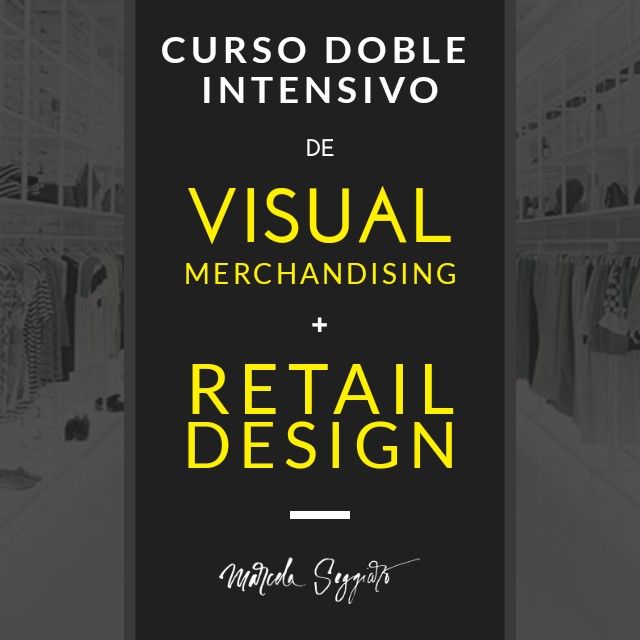 CURSO DOBLE
INTENSIVO
DE
VISUAL
MERCHANDISING
+
RETAIL
DESIGN
Marcela Seggiaro